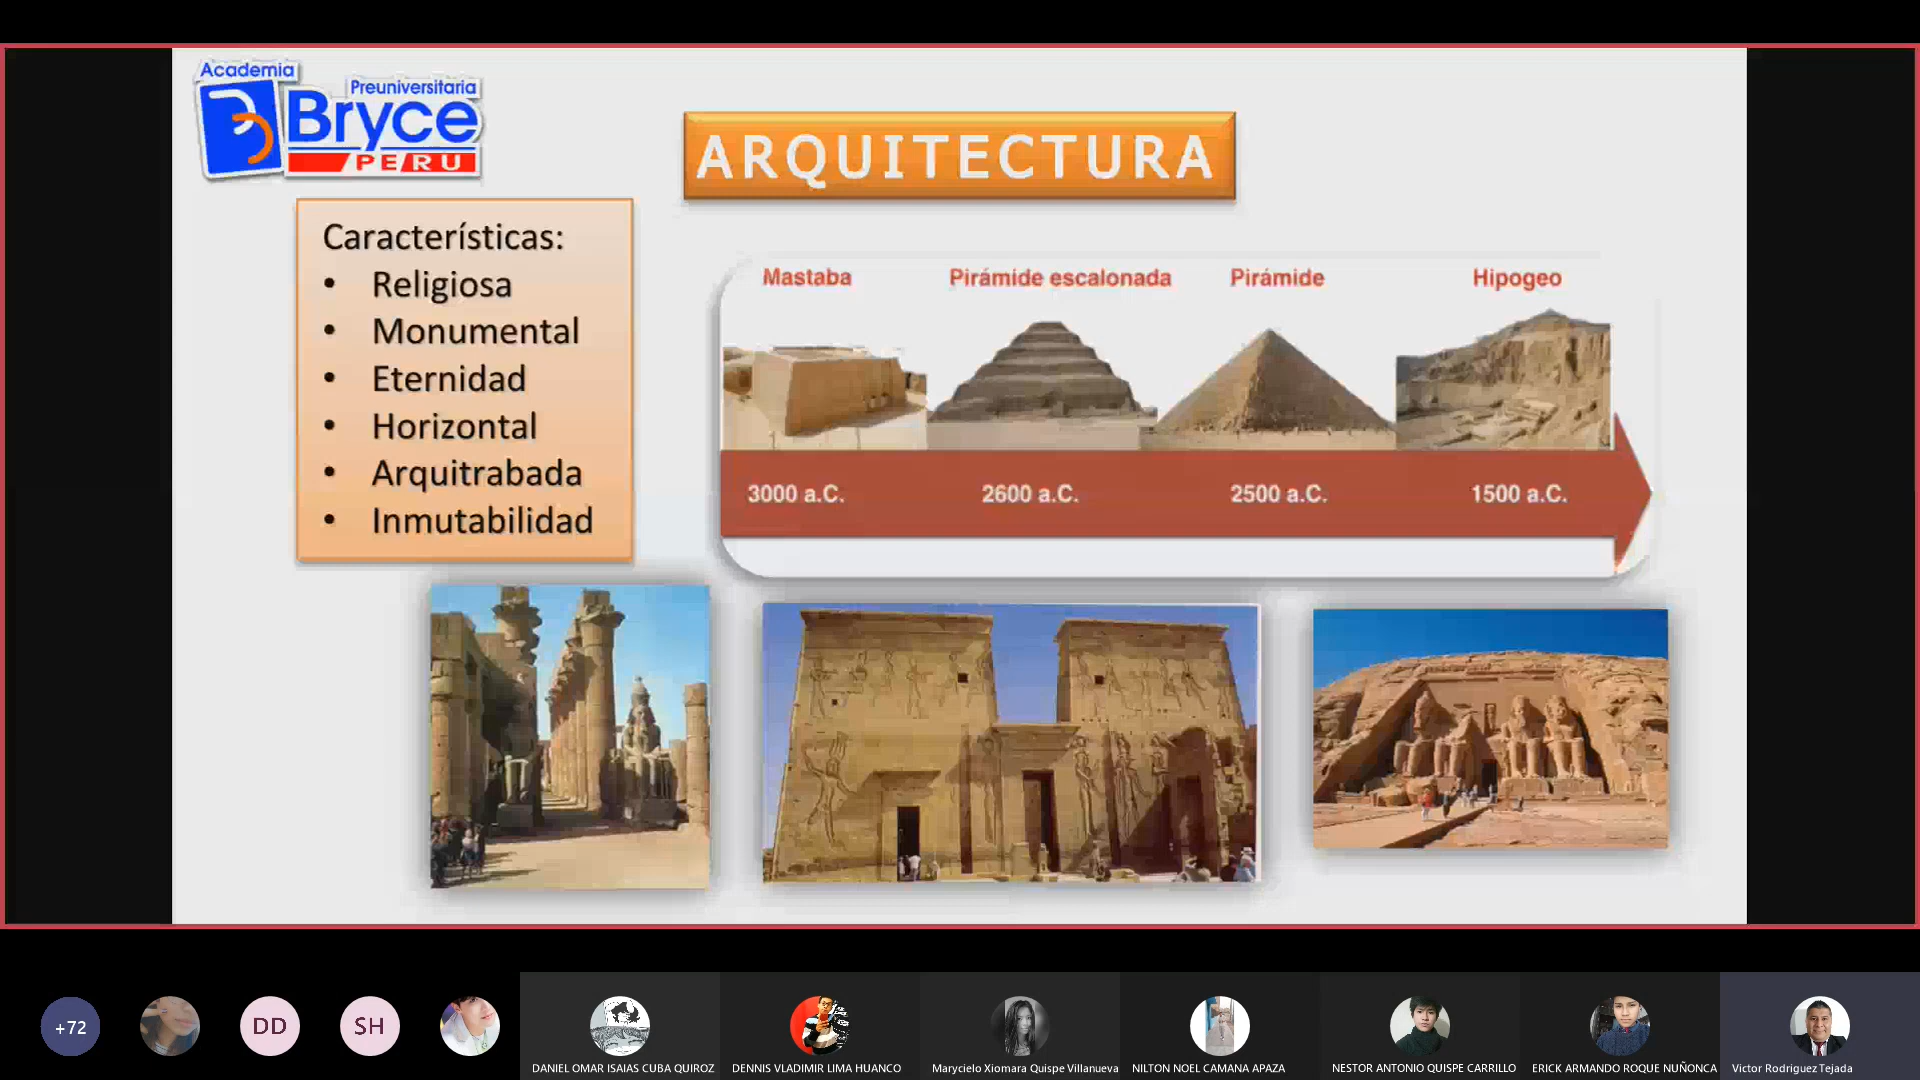 Academia
Preuniversitaria
Bryce
PERU
ARQUITECTURA
Características:
• Religiosa
• Monumental
• Eternidad
• Horizontal
• Arquitrabada
• Inmutabilidad
Mastaba Pirámide escalonada Pirámide Hipogeo
3000 a.C. 2600 a.C. 2500 a.C. 1500 a.C.
+72 DD SH
DANIEL OMAR ISAIAS CUBA QUIROZ DENNIS VLADIMIR LIMA HUANCO Marycielo Xiomara Quispe Villanueva NILTON NOEL CAMANA APAZA NESTOR ANTONIO QUISPE CARRILLO ERICK ARMANDO ROQUE NUÑONCA Victor Rodriguez Tejada